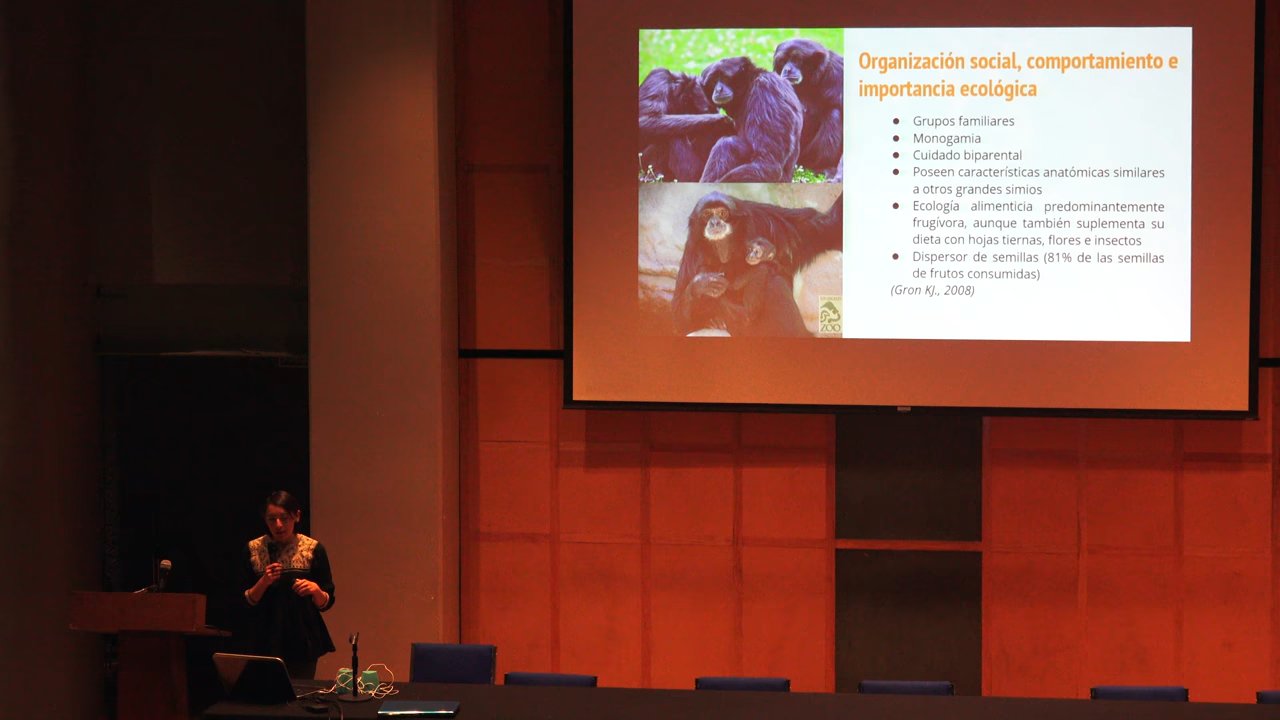 Organización social, comportamiento e
importancia ecológica
● Grupos familiares
● Monogamia
● Cuidado biparental
● Poseen características anatómicas similares
a otros grandes simios
● Ecología alimenticia predominantemente
frugívora, aunque también suplementa su
dieta con hojas tiernas, flores e insectos
● Dispersor de semillas (81% de las semillas
de frutos consumidas)
(Gron KJ., 2008)
ZOO